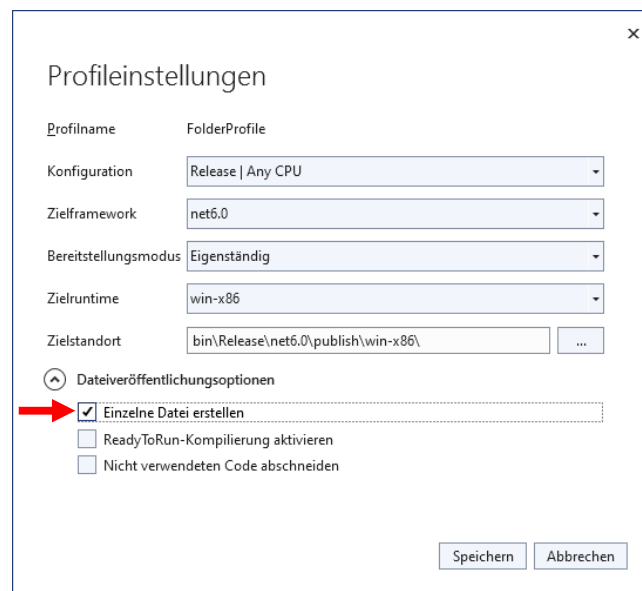 Profileinstellungen
Profilname FolderProfile
Konfiguration Release | Any CPU
Zielframework net6.0
Bereitstellungsmodus Eigenständig
Zielruntime win-x86
Zielstandort bin\Release\net6.0\publish\win-x86\ ...
Dateiveröffentlichungsoptionen
Einzelne Datei erstellen
ReadyToRun-Kompilierung aktivieren
Nicht verwendeten Code abschneiden
Speichern Abbrechen